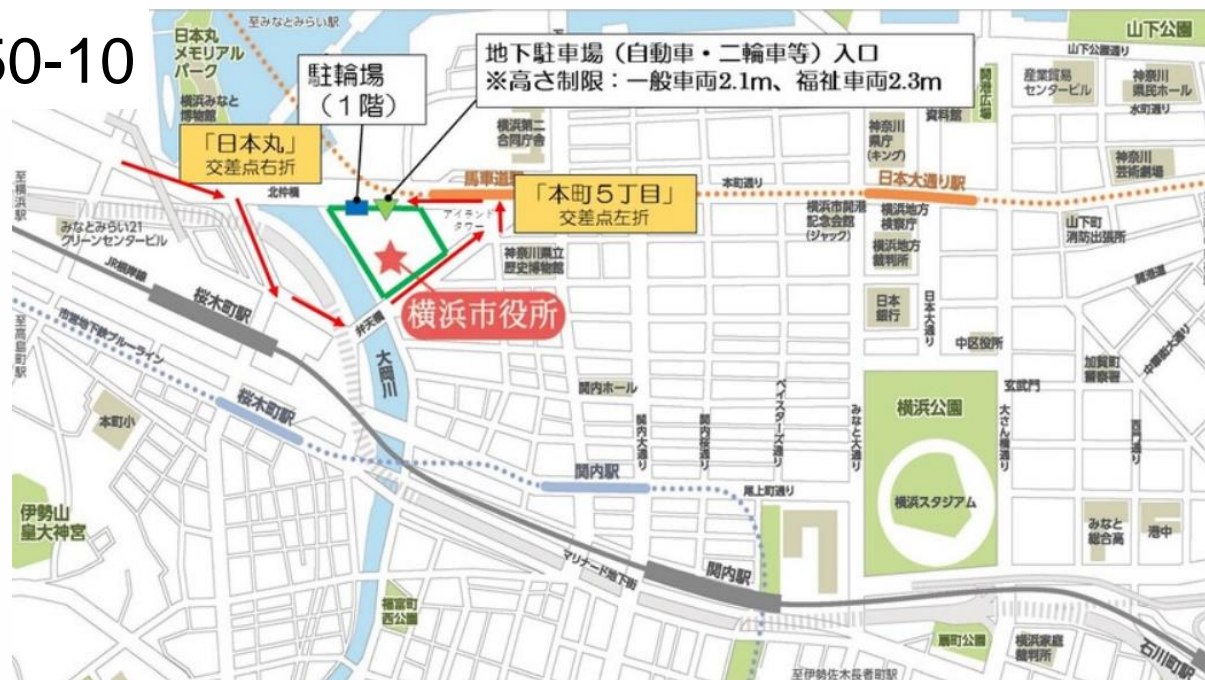 50-10
至みなとみらい駅
日本丸
メモリアル
パーク
横浜みなと
博物館
駐輪場
（１階）
地下駐車場（自動車・二輪車等）入口
※高さ制限：一般車両2.1m、福祉車両2.3m
山下公園
山下公園通り
産業貿易
センタービル
神奈川
県民ホール
水町通り
開港広場
資料館
神奈川
県庁
（キング）
横浜第二
合同庁舎
「日本丸」
交差点右折
北仲橋
馬車道
「本町５丁目」
交差点左折
本町通り
日本大通り駅
神奈川
芸術劇場
至横浜駅
みなとみらい21
クリーンセンタービル
アイランド
タワー
神奈川県立
歴史博物館
横浜市開港
記念会館
（ジャック）
横浜地方
検察庁
横浜地方
裁判所
山下町
消防出張所
開港道
JR根岸線
桜木町駅
横浜市役所
弁天橋
大岡川
日本
銀行
日本大通り
中区役所
加賀町
警察署
中華街大通り
至高島町駅
市営地下鉄ブルーライン
桜木町駅
本町小
関内ホール
関内大通り
関内桜通り
ベイスターズ通り
みなと大通り
横浜公園
玄武門
大さん橋通り
西門通り
関内駅
尾上町通り
横浜スタジアム
伊勢山
皇大神宮
みなと
総合高
港中
マリナード地下街
関内駅
福富町
西公園
扇町公園
横浜家庭
裁判所
石川町駅
至伊勢佐木長者町駅